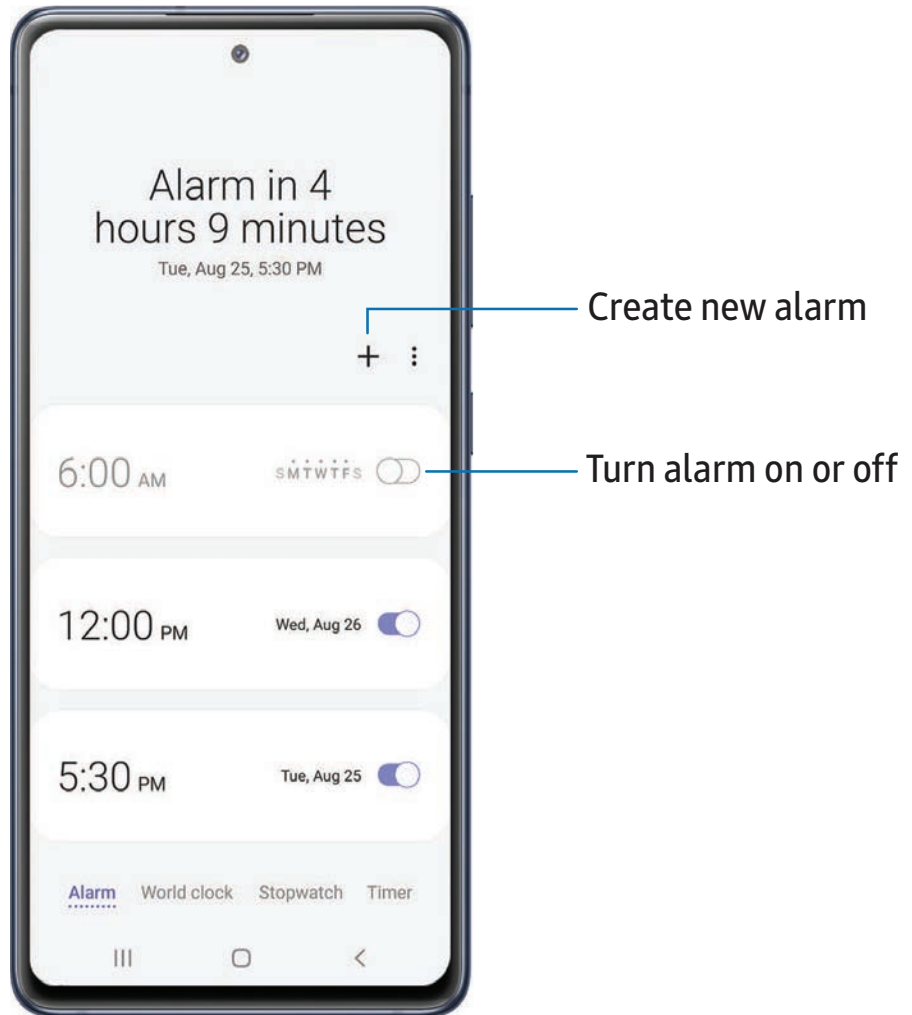 Alarm in 4
hours 9 minutes
Tue, Aug 25, 5:30 PM
Create new alarm
+
6:00 AM
SMTWTFS
Turn alarm on or off
12:00 PM
Wed, Aug 26
5:30 PM
Tue, Aug 25
Alarm World clock Stopwatch Timer